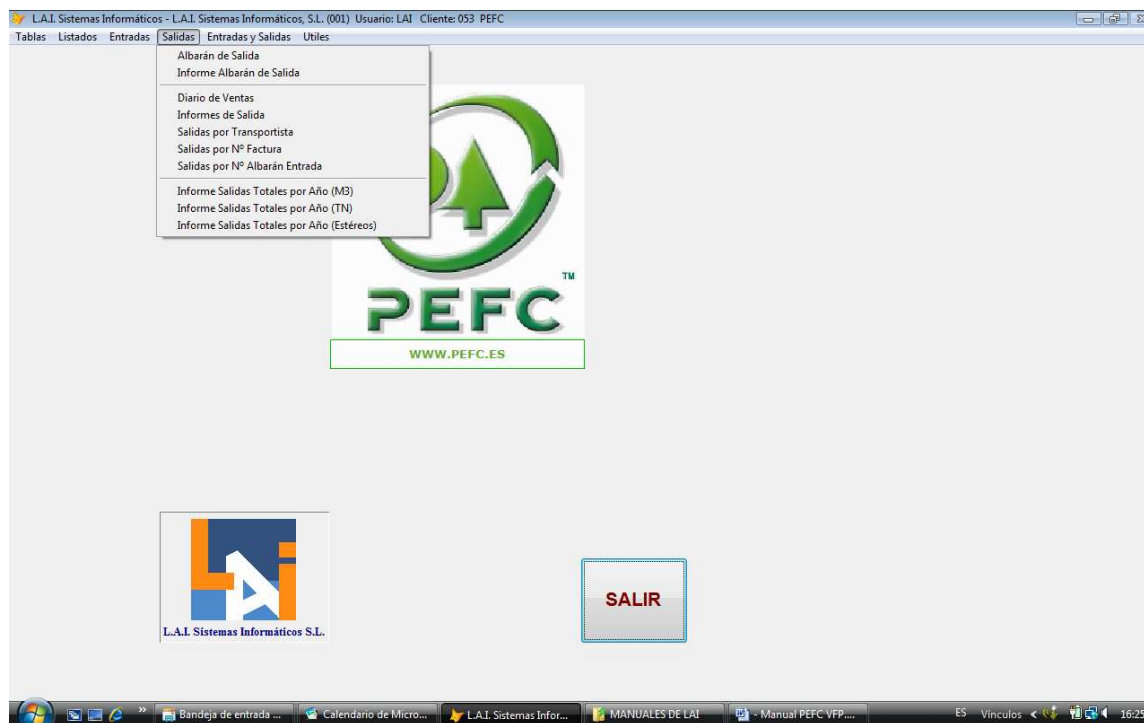 L.A.I. Sistemas Informáticos - L.A.I. Sistemas Informáticos, S.L. (001) Usuario: LAI Cliente: 053 PEFC
Tablas Listados Entradas Salidas Entradas y Salidas Utiles
Albarán de Salida
Informe Albarán de Salida
Diario de Ventas
Informes de Salida
Salidas por Transportista
Salidas por Nº Factura
Salidas por Nº Albarán Entrada
Informe Salidas Totales por Año (M3)
Informe Salidas Totales por Año (TN)
Informe Salidas Totales por Año (Estéreos)
TM
PEFC
WWW.PEFC.ES
LAi
L.A.I. Sistemas Informáticos S.L.
SALIR
» Bandeja de entrada ... Calendario de Micro... L.A.I. Sistemas Infor... MANUALES DE LAI - Manual PEFC VFP.... ES Vínculos 16:25